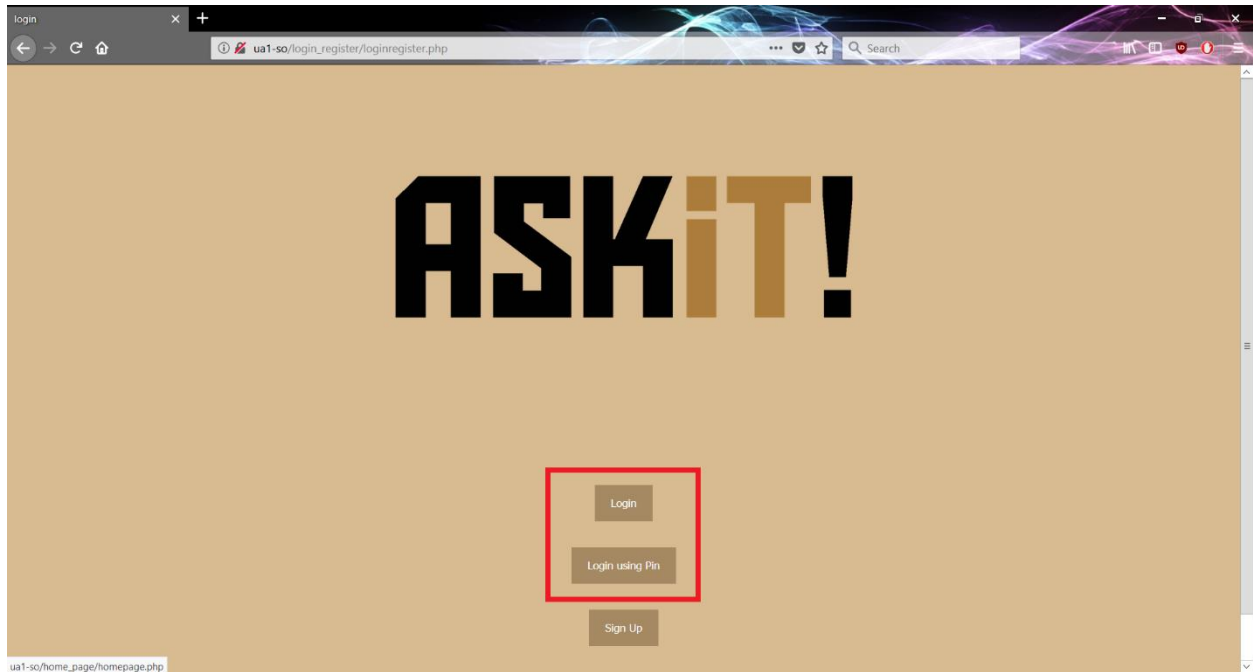 login
ua1-so/login_register/loginregister.php
Search
ASKiT!
Login
Login using Pin
Sign Up
ua1-so/home_page/homepage.php